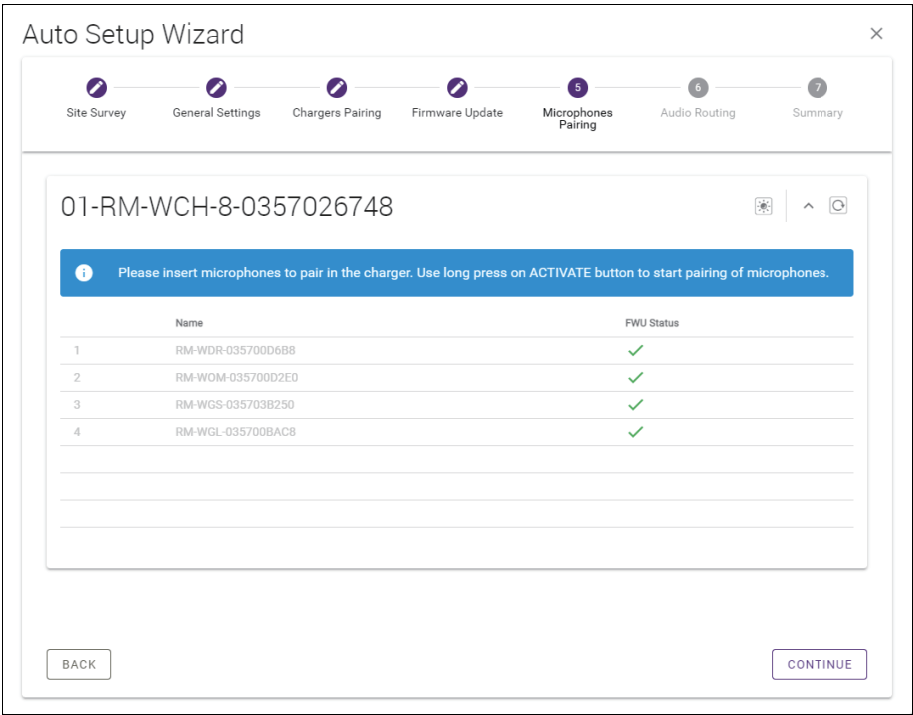 Auto Setup Wizard
Site Survey
General Settings
Chargers Pairing
Firmware Update
5
Microphones
Pairing
6
Audio Routing
7
Summary
01-RM-WCH-8-0357026748
Please insert microphones to pair in the charger. Use long press on ACTIVATE button to start pairing of microphones.
Name FWU Status
1 RM-WDR-035700D6B8
2 RM-WOM-035700D2E0
3 RM-WGS-035703B250
4 RM-WGL-035700BAC8
BACK
CONTINUE